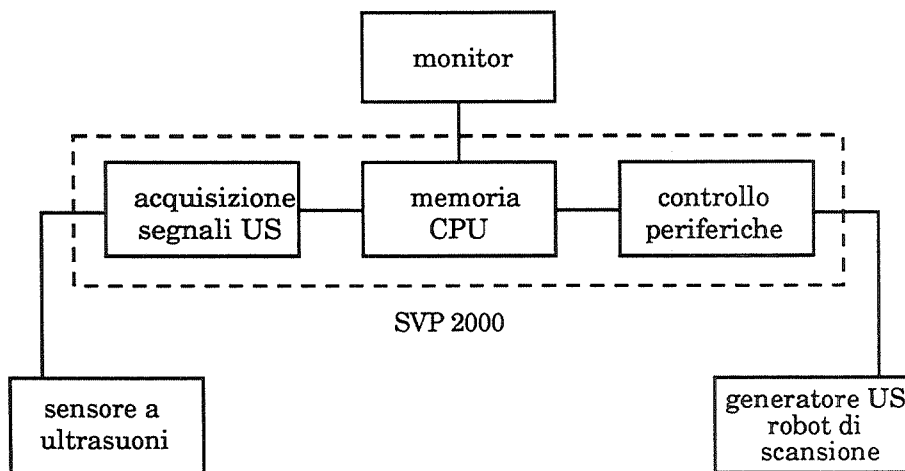 monitor
acquisizione
segnali US
memoria
CPU
controllo
periferiche
SVP 2000
sensore a
ultrasuoni
generatore US
robot di
scansione